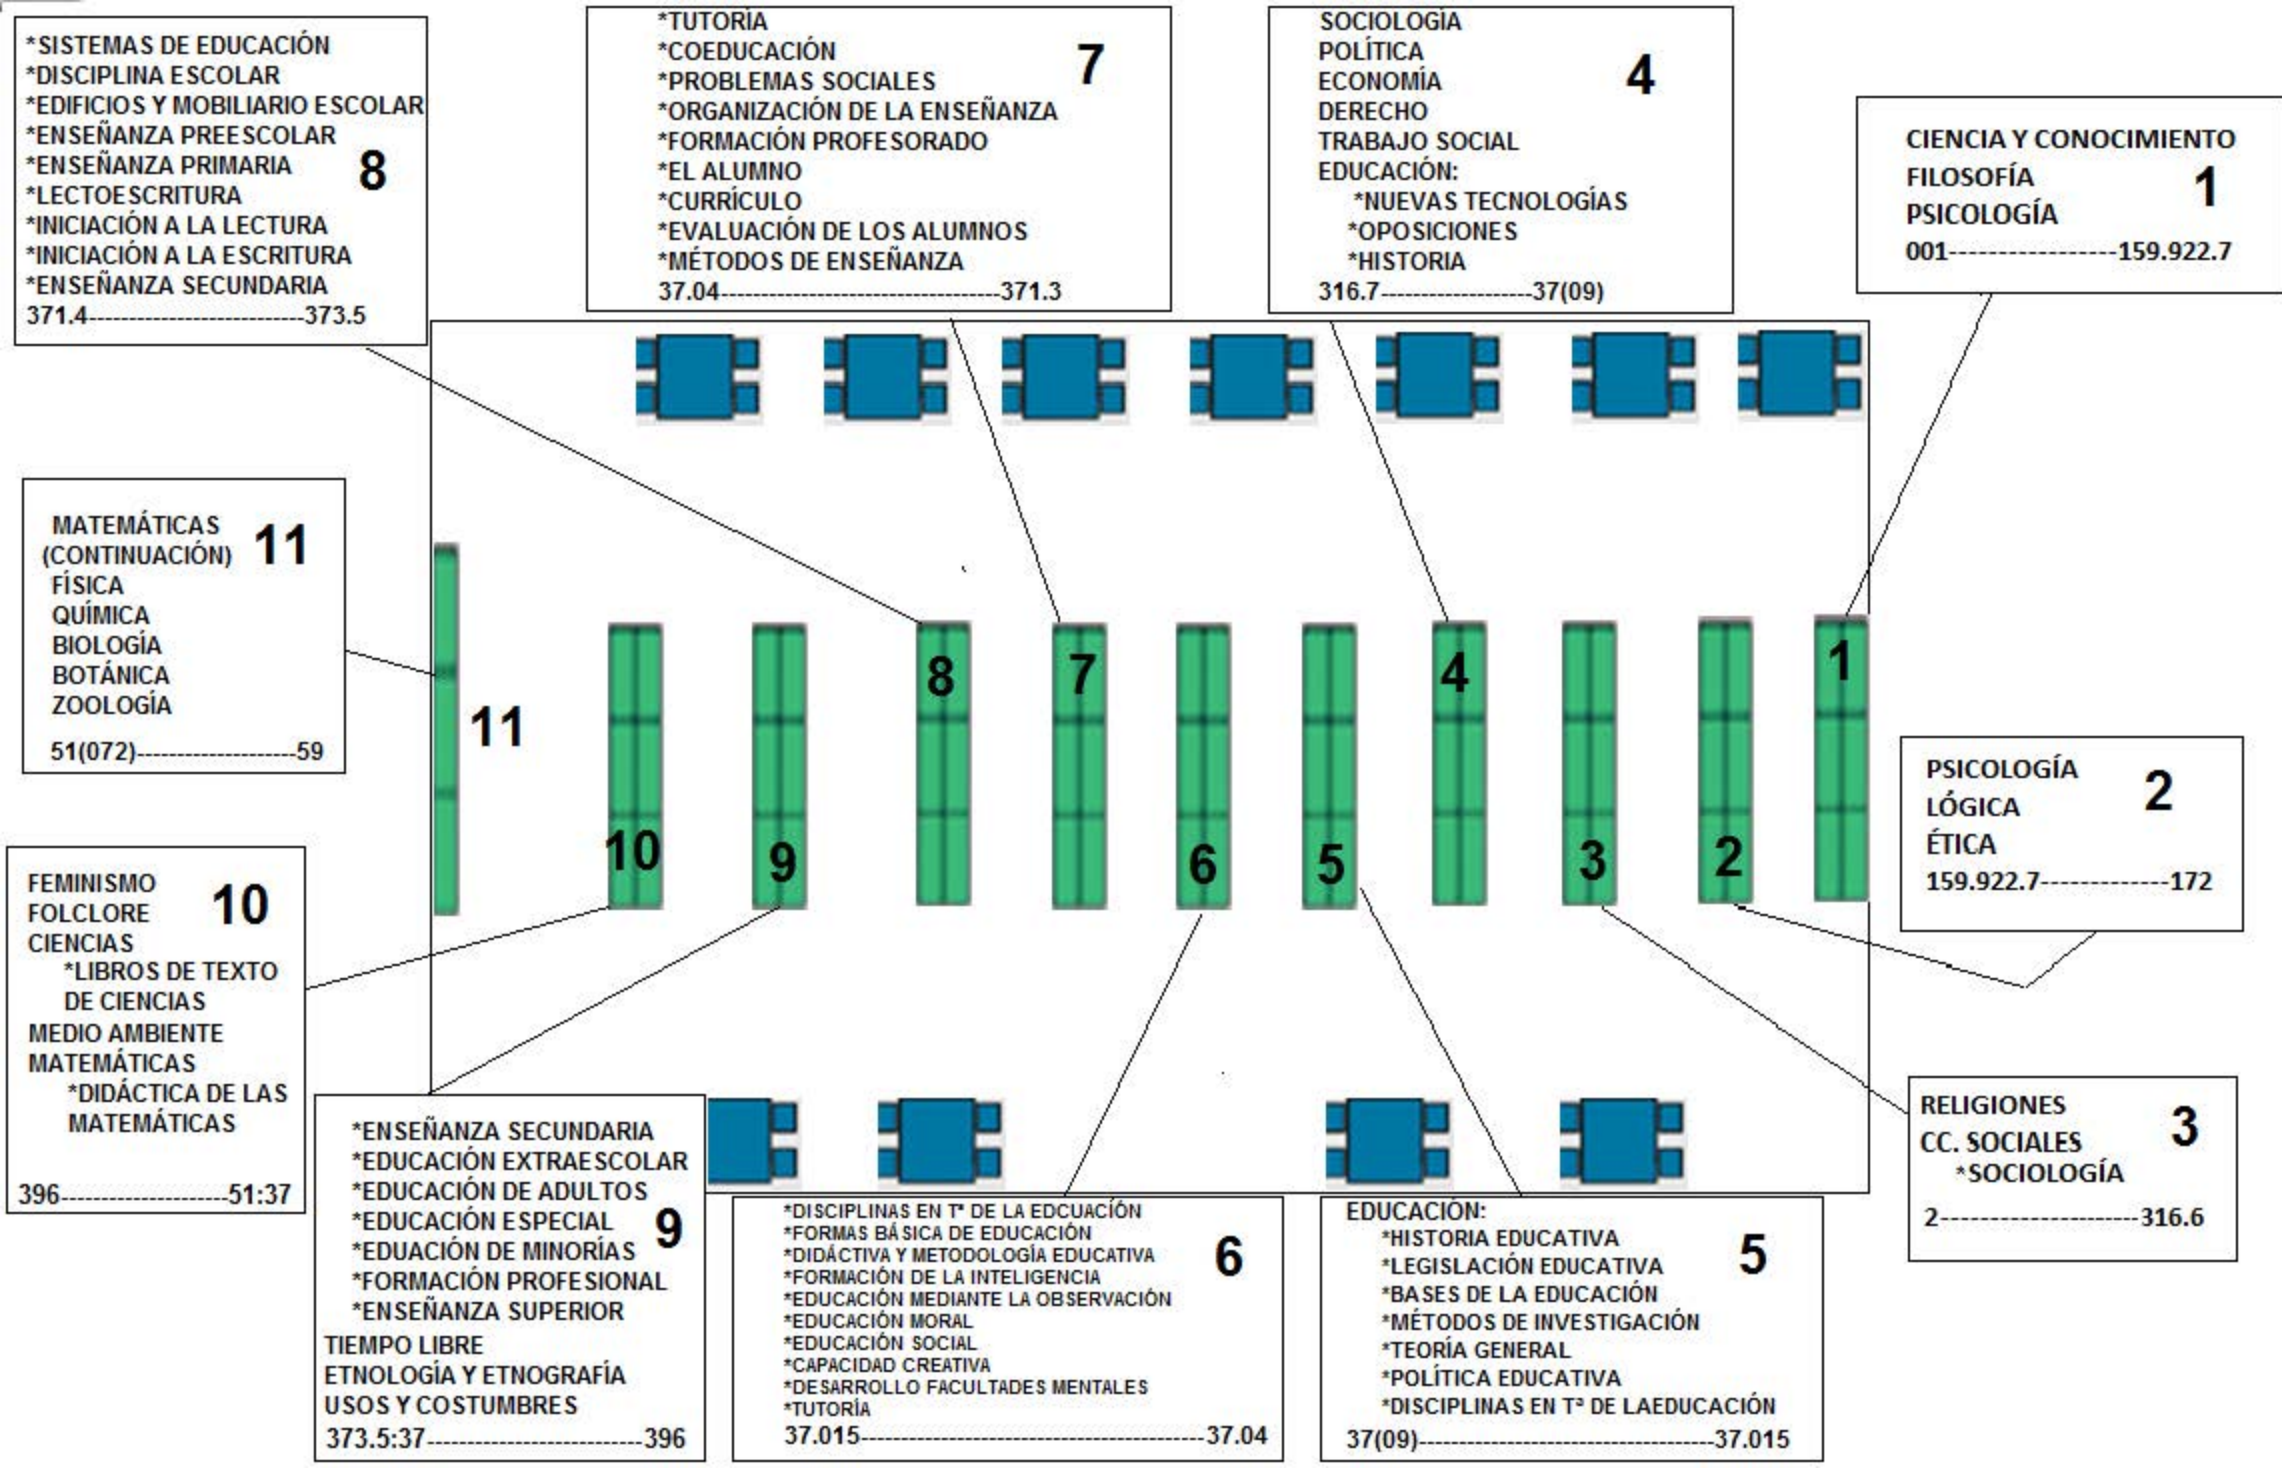 *SISTEMAS DE EDUCACIÓN
*DISCIPLINA ESCOLAR
*EDIFICIOS Y MOBILIARIO ESCOLAR
*ENSEÑANZA PREESCOLAR
*ENSEÑANZA PRIMARIA
8
*LECTOESCRITURA
*INICIACIÓN A LA LECTURA
*INICIACIÓN A LA ESCRITURA
*ENSEÑANZA SECUNDARIA
371.4---------------------------373.5
*TUTORÍA
*COEDUCACIÓN
7
*PROBLEMAS SOCIALES
*ORGANIZACIÓN DE LA ENSEÑANZA
*FORMACIÓN PROFESORADO
*EL ALUMNO
*CURRÍCULO
*EVALUACIÓN DE LOS ALUMNOS
*MÉTODOS DE ENSEÑANZA
37.04-----------------------------------371.3
SOCIOLOGÍA
POLÍTICA
4
ECONOMÍA
DERECHO
TRABAJO SOCIAL
EDUCACIÓN:
*NUEVAS TECNOLOGÍAS
*OPOSICIONES
*HISTORIA
316.7-------------------37(09)
CIENCIA Y CONOCIMIENTO
FILOSOFÍA
1
PSICOLOGÍA
001-----------------159.922.7
MATEMÁTICAS
11
(CONTINUACIÓN)
FÍSICA
QUÍMICA
BIOLOGÍA
BOTÁNICA
ZOOLOGÍA
51(072)--------------------59
11
10
9
8
7
6
5
4
3
2
1
PSICOLOGÍA
2
LÓGICA
ÉTICA
159.922.7-------------172
FEMINISMO
10
FOLCLORE
CIENCIAS
*LIBROS DE TEXTO
DE CIENCIAS
MEDIO AMBIENTE
MATEMÁTICAS
*DIDÁCTICA DE LAS
MATEMÁTICAS
396---------------------51:37
*ENSEÑANZA SECUNDARIA
*EDUCACIÓN EXTRAESCOLAR
*EDUCACIÓN DE ADULTOS
*EDUCACIÓN ESPECIAL
9
*EDUACIÓN DE MINORÍAS
*FORMACIÓN PROFESIONAL
*ENSEÑANZA SUPERIOR
TIEMPO LIBRE
ETNOLOGÍA Y ETNOGRAFÍA
USOS Y COSTUMBRES
373.5:37---------------------------396
*DISCIPLINAS EN Tª DE LA EDCUACÍÓN
*FORMAS BÁSICA DE EDUCACIÓN
*DIDÁCTIVA Y METODOLOGÍA EDUCATIVA
6
*FORMACIÓN DE LA INTELIGENCIA
*EDUCACIÓN MEDIANTE LA OBSERVACIÓN
*EDUCACIÓN MORAL
*EDUCACIÓN SOCIAL
*CAPACIDAD CREATIVA
*DESARROLLO FACULTADES MENTALES
*TUTORÍA
37.015-------------------------------------------37.04
EDUCACIÓN:
*HISTORIA EDUCATIVA
5
*LEGISLACIÓN EDUCATIVA
*BASES DE LA EDUCACIÓN
*MÉTODOS DE INVESTIGACIÓN
*TEORÍA GENERAL
*POLÍTICA EDUCATIVA
*DISCIPLINAS EN Tª DE LAEDUCACIÓN
37(09)-------------------------------------37.015
RELIGIONES
3
CC. SOCIALES
*SOCIOLOGÍA
2-------------------------316.6